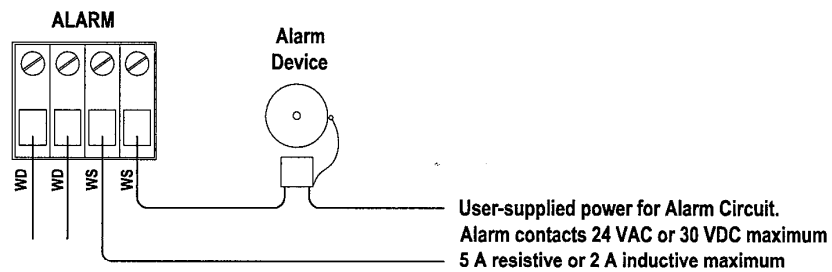 ALARM
Alarm
Device
WD
WD
WS
WS
User-supplied power for Alarm Circuit.
Alarm contacts 24 VAC or 30 VDC maximum
5 A resistive or 2 A inductive maximum